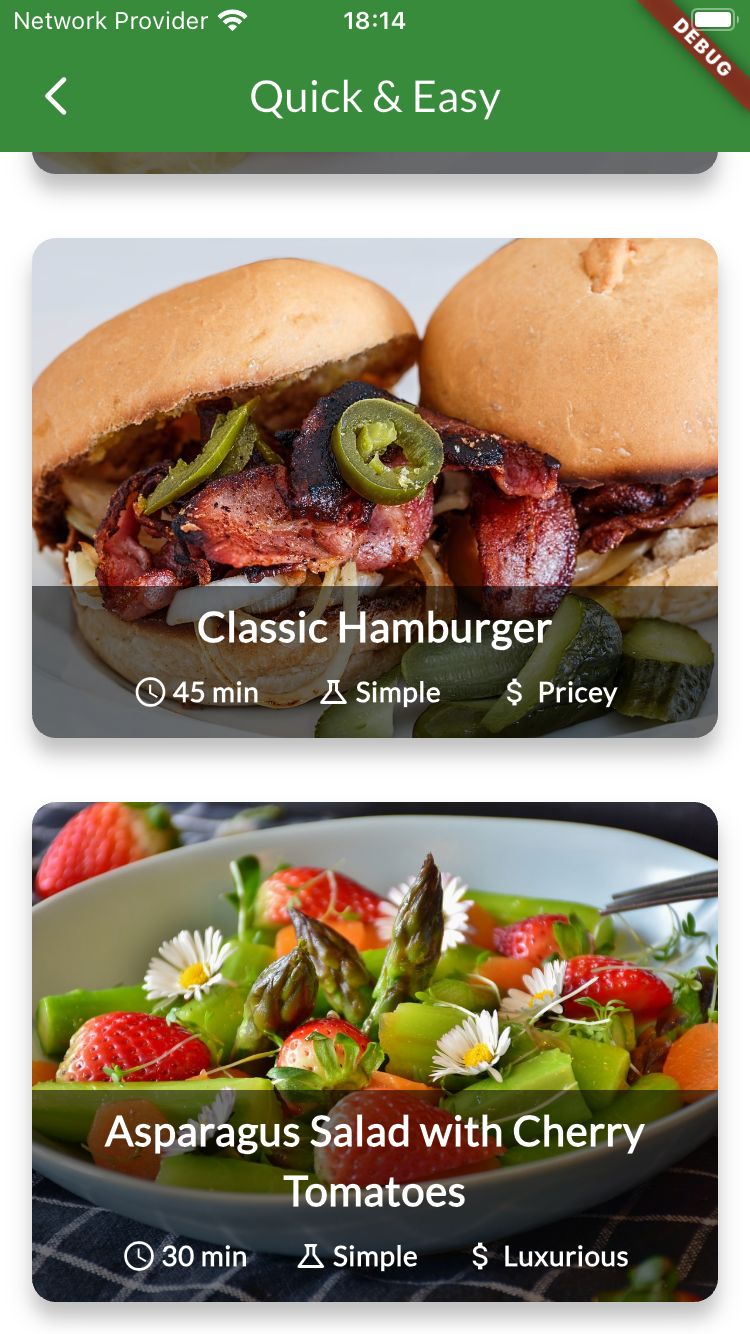 Network Provider 18:14
DEBUG
Quick & Easy
Classic Hamburger
45 min Simple $ Pricey
Asparagus Salad with Cherry
Tomatoes
30 min Simple $ Luxurious